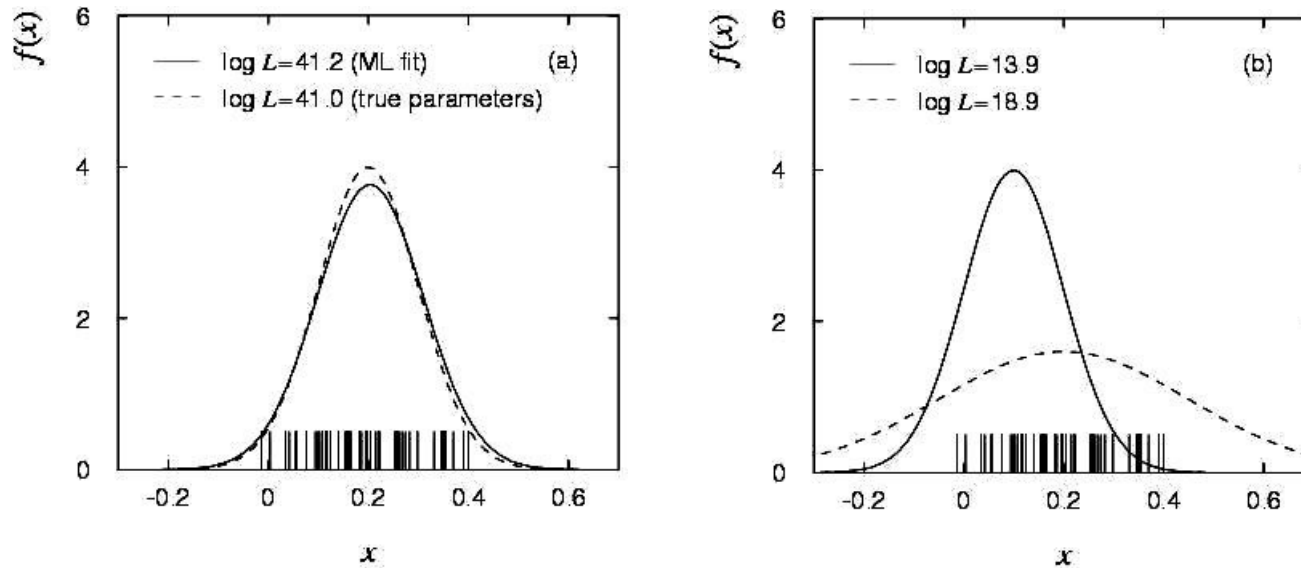 f(x)
6
4
2
0
log L=41.2 (ML fit)
log L=41.0 (true parameters)
(a)
-0.2 0 0.2 0.4 0.6
x
f(x)
6
4
2
0
log L=13.9
log L=18.9
(b)
-0.2 0 0.2 0.4 0.6
x